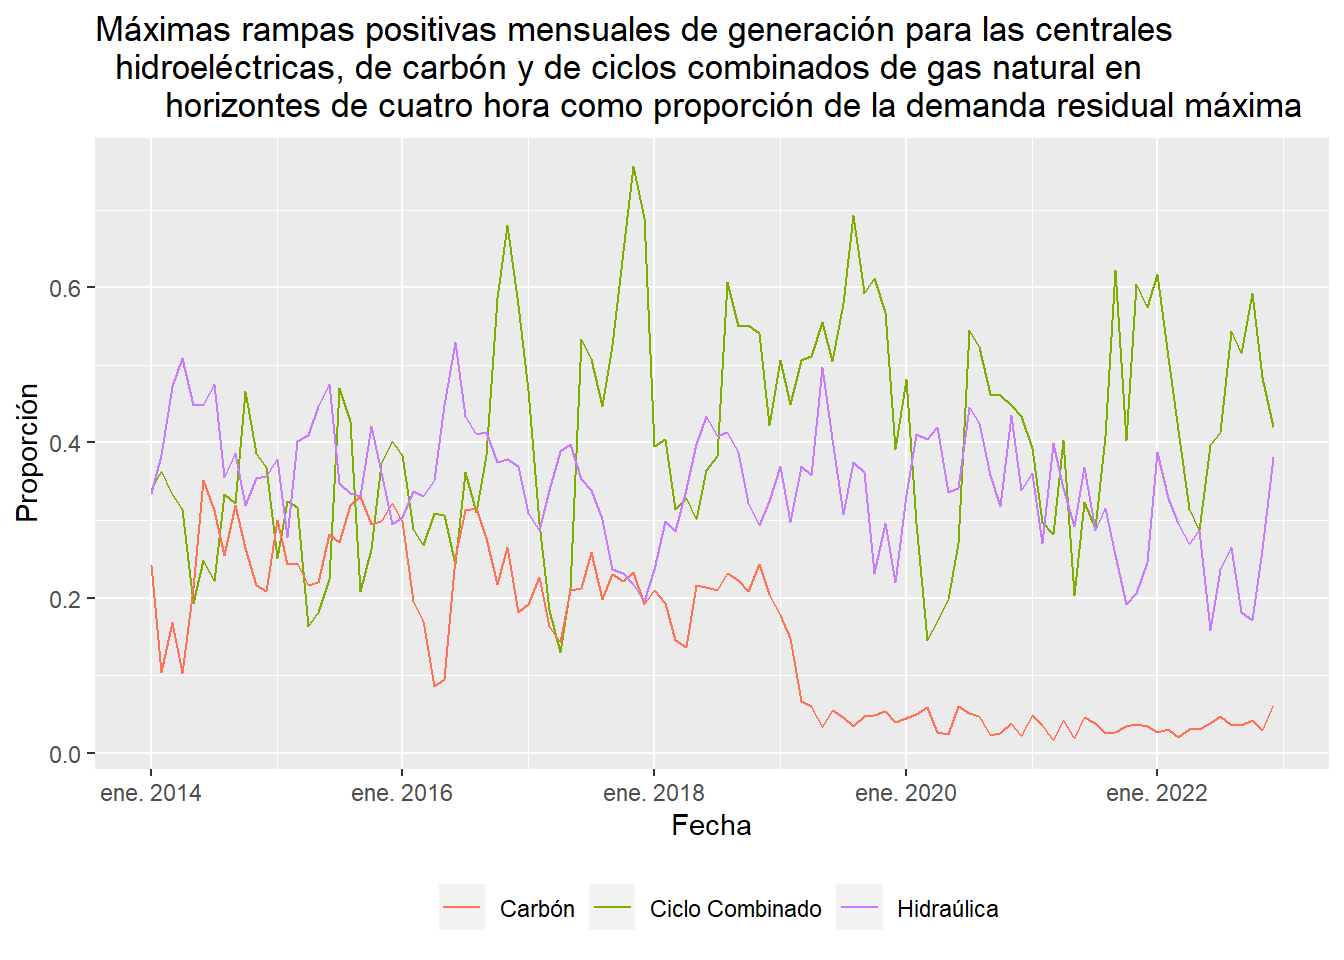 Máximas rampas positivas mensuales de generación para las centrales
hidroeléctricas, de carbón y de ciclos combinados de gas natural en
horizontes de cuatro hora como proporción de la demanda residual máxima
Proporción
0.6
0.4
0.2
0.0
ene. 2014 ene. 2016 ene. 2018 ene. 2020 ene. 2022
Fecha
Carbón Ciclo Combinado Hidraúlica